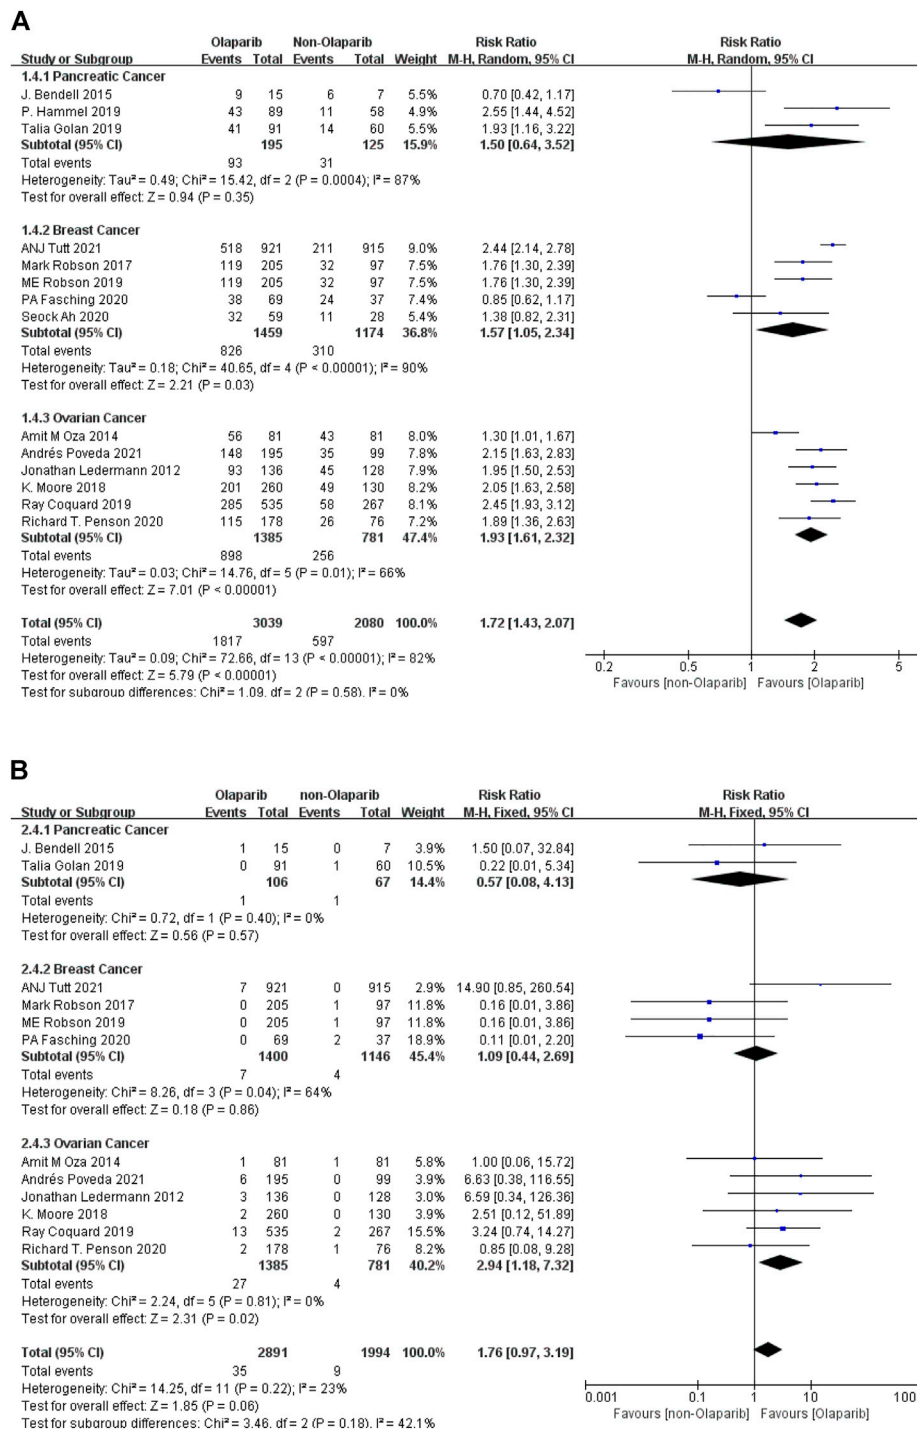 A
Olaparib Non-Olaparib Risk Ratio Risk Ratio
Study or Subgroup Events Total Events Total Weight M-H, Random, 95% CI M-H, Random, 95% CI
1.4.1 Pancreatic Cancer
J. Bendell 2015 9 15 6 7 5.5% 0.70 [0.42, 1.17]
P. Hammel 2019 43 89 11 58 4.9% 2.55 [1.44, 4.52]
Talia Golan 2019 41 91 14 60 5.5% 1.93 [1.16, 3.22]
Subtotal (95% CI) 195 125 15.9% 1.50 [0.64, 3.52]
Total events 93 31
Heterogeneity: Tau² = 0.49; Chi² = 15.42, df = 2 (P = 0.0004); I² = 87%
Test for overall effect: Z = 0.94 (P = 0.35)
1.4.2 Breast Cancer
ANJ Tutt 2021 518 921 211 915 9.0% 2.44 [2.14, 2.78]
Mark Robson 2017 119 205 32 97 7.5% 1.76 [1.30, 2.39]
ME Robson 2019 119 205 32 97 7.5% 1.76 [1.30, 2.39]
PA Fasching 2020 38 69 24 37 7.4% 0.85 [0.62, 1.17]
Seock Ah 2020 32 59 11 28 5.4% 1.38 [0.82, 2.31]
Subtotal (95% CI) 1459 1174 36.8% 1.57 [1.05, 2.34]
Total events 826 310
Heterogeneity: Tau² = 0.18; Chi² = 40.65, df = 4 (P < 0.00001); I² = 90%
Test for overall effect: Z = 2.21 (P = 0.03)
1.4.3 Ovarian Cancer
Amit M Oza 2014 56 81 43 81 8.0% 1.30 [1.01, 1.67]
Andrés Poveda 2021 148 195 35 99 7.8% 2.15 [1.63, 2.83]
Jonathan Ledermann 2012 93 136 45 128 7.9% 1.95 [1.50, 2.53]
K. Moore 2018 201 260 49 130 8.2% 2.05 [1.63, 2.58]
Ray Coquard 2019 285 535 58 267 8.1% 2.45 [1.93, 3.12]
Richard T. Penson 2020 115 178 26 76 7.2% 1.89 [1.36, 2.63]
Subtotal (95% CI) 1385 781 47.4% 1.93 [1.61, 2.32]
Total events 898 256
Heterogeneity: Tau² = 0.03; Chi² = 14.76, df = 5 (P = 0.01); I² = 66%
Test for overall effect: Z = 7.01 (P < 0.00001)
Total (95% CI) 3039 2080 100.0% 1.72 [1.43, 2.07]
Total events 1817 597
Heterogeneity: Tau² = 0.09; Chi² = 72.66, df = 13 (P < 0.00001); I² = 82%
Test for overall effect: Z = 5.79 (P < 0.00001)
Test for subgroup differences: Chi² = 1.09, df = 2 (P = 0.58), I² = 0%
0.2 0.5 1 2 5
Favours [non-Olaparib] Favours [Olaparib]
B
Olaparib non-Olaparib Risk Ratio Risk Ratio
Study or Subgroup Events Total Events Total Weight M-H, Fixed, 95% CI M-H, Fixed, 95% CI
2.4.1 Pancreatic Cancer
J. Bendell 2015 1 15 0 7 3.9% 1.50 [0.07, 32.84]
Talia Golan 2019 0 91 1 60 10.5% 0.22 [0.01, 5.34]
Subtotal (95% CI) 106 67 14.4% 0.57 [0.08, 4.13]
Total events 1 1
Heterogeneity: Chi² = 0.72, df = 1 (P = 0.40); I² = 0%
Test for overall effect: Z = 0.56 (P = 0.57)
2.4.2 Breast Cancer
ANJ Tutt 2021 7 921 0 915 2.9% 14.90 [0.85, 260.54]
Mark Robson 2017 0 205 1 97 11.8% 0.16 [0.01, 3.86]
ME Robson 2019 0 205 1 97 11.8% 0.16 [0.01, 3.86]
PA Fasching 2020 0 69 2 37 18.9% 0.11 [0.01, 2.20]
Subtotal (95% CI) 1400 1146 45.4% 1.09 [0.44, 2.69]
Total events 7 4
Heterogeneity: Chi² = 8.26, df = 3 (P = 0.04); I² = 64%
Test for overall effect: Z = 0.18 (P = 0.86)
2.4.3 Ovarian Cancer
Amit M Oza 2014 1 81 1 81 5.8% 1.00 [0.06, 15.72]
Andrés Poveda 2021 6 195 0 99 3.9% 6.63 [0.38, 116.55]
Jonathan Ledermann 2012 3 136 0 128 3.0% 6.59 [0.34, 126.36]
K. Moore 2018 2 260 0 130 3.9% 2.51 [0.12, 51.89]
Ray Coquard 2019 13 535 2 267 15.5% 3.24 [0.74, 14.27]
Richard T. Penson 2020 2 178 1 76 8.2% 0.85 [0.08, 9.28]
Subtotal (95% CI) 1385 781 40.2% 2.94 [1.18, 7.32]
Total events 27 4
Heterogeneity: Chi² = 2.24, df = 5 (P = 0.81); I² = 0%
Test for overall effect: Z = 2.31 (P = 0.02)
Total (95% CI) 2891 1994 100.0% 1.76 [0.97, 3.19]
Total events 35 9
Heterogeneity: Chi² = 14.25, df = 11 (P = 0.22); I² = 23%
Test for overall effect: Z = 1.85 (P = 0.06)
Test for subgroup differences: Chi² = 3.46, df = 2 (P = 0.18), I² = 42.1%
0.001 0.1 1 10 100
Favours [non-Olaparib] Favours [Olaparib]